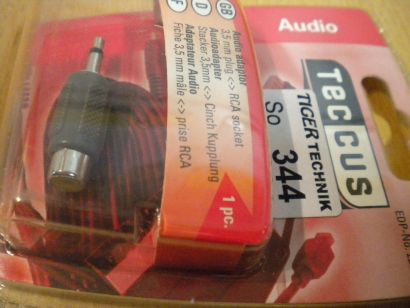 Audio
Teccus
TIGER TECHNIK
So 344
GB
Audio adaptor
3,5 mm plug <-> RCA socket
D
Audioadapter
Stecker 3,5mm <-> Cinch Kupplung
F
Adaptateur Audio
Fiche 3,5 mm mâle <-> prise RCA
1 pc.